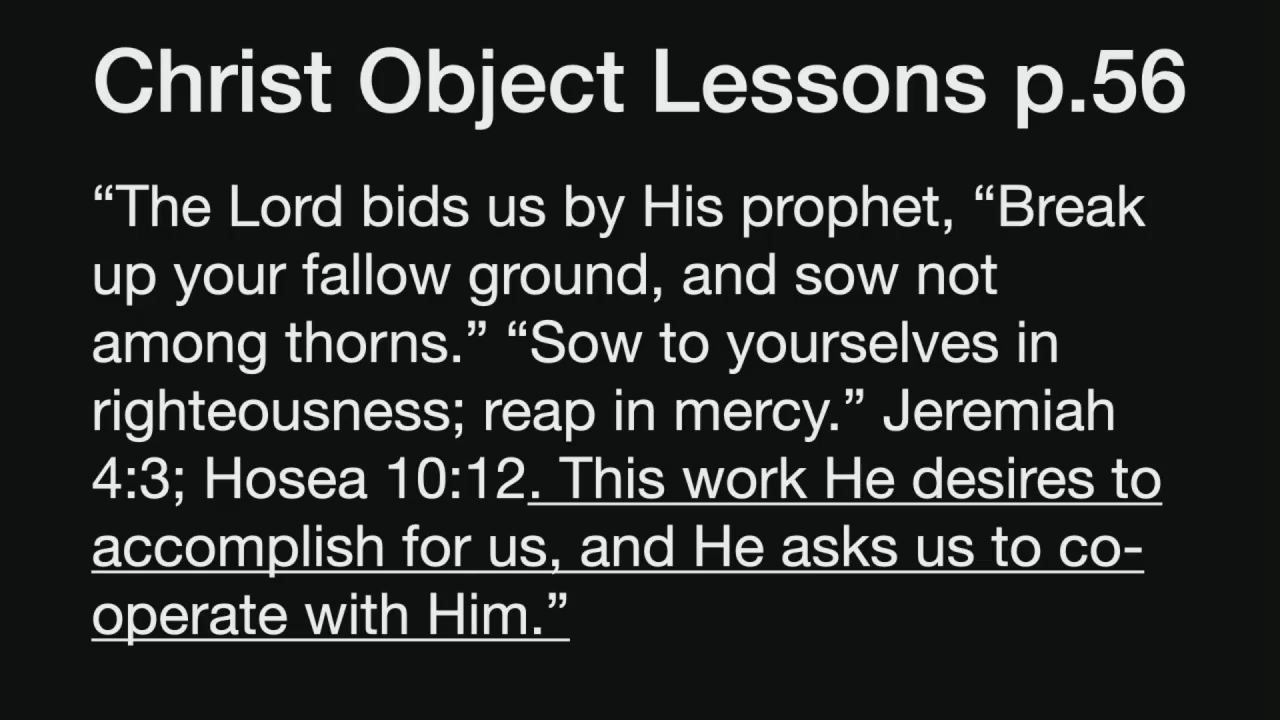 Christ Object Lessons p.56
“The Lord bids us by His prophet, “Break
up your fallow ground, and sow not
among thorns.” “Sow to yourselves in
righteousness; reap in mercy.” Jeremiah
4:3; Hosea 10:12. This work He desires to
accomplish for us, and He asks us to co-
operate with Him.”